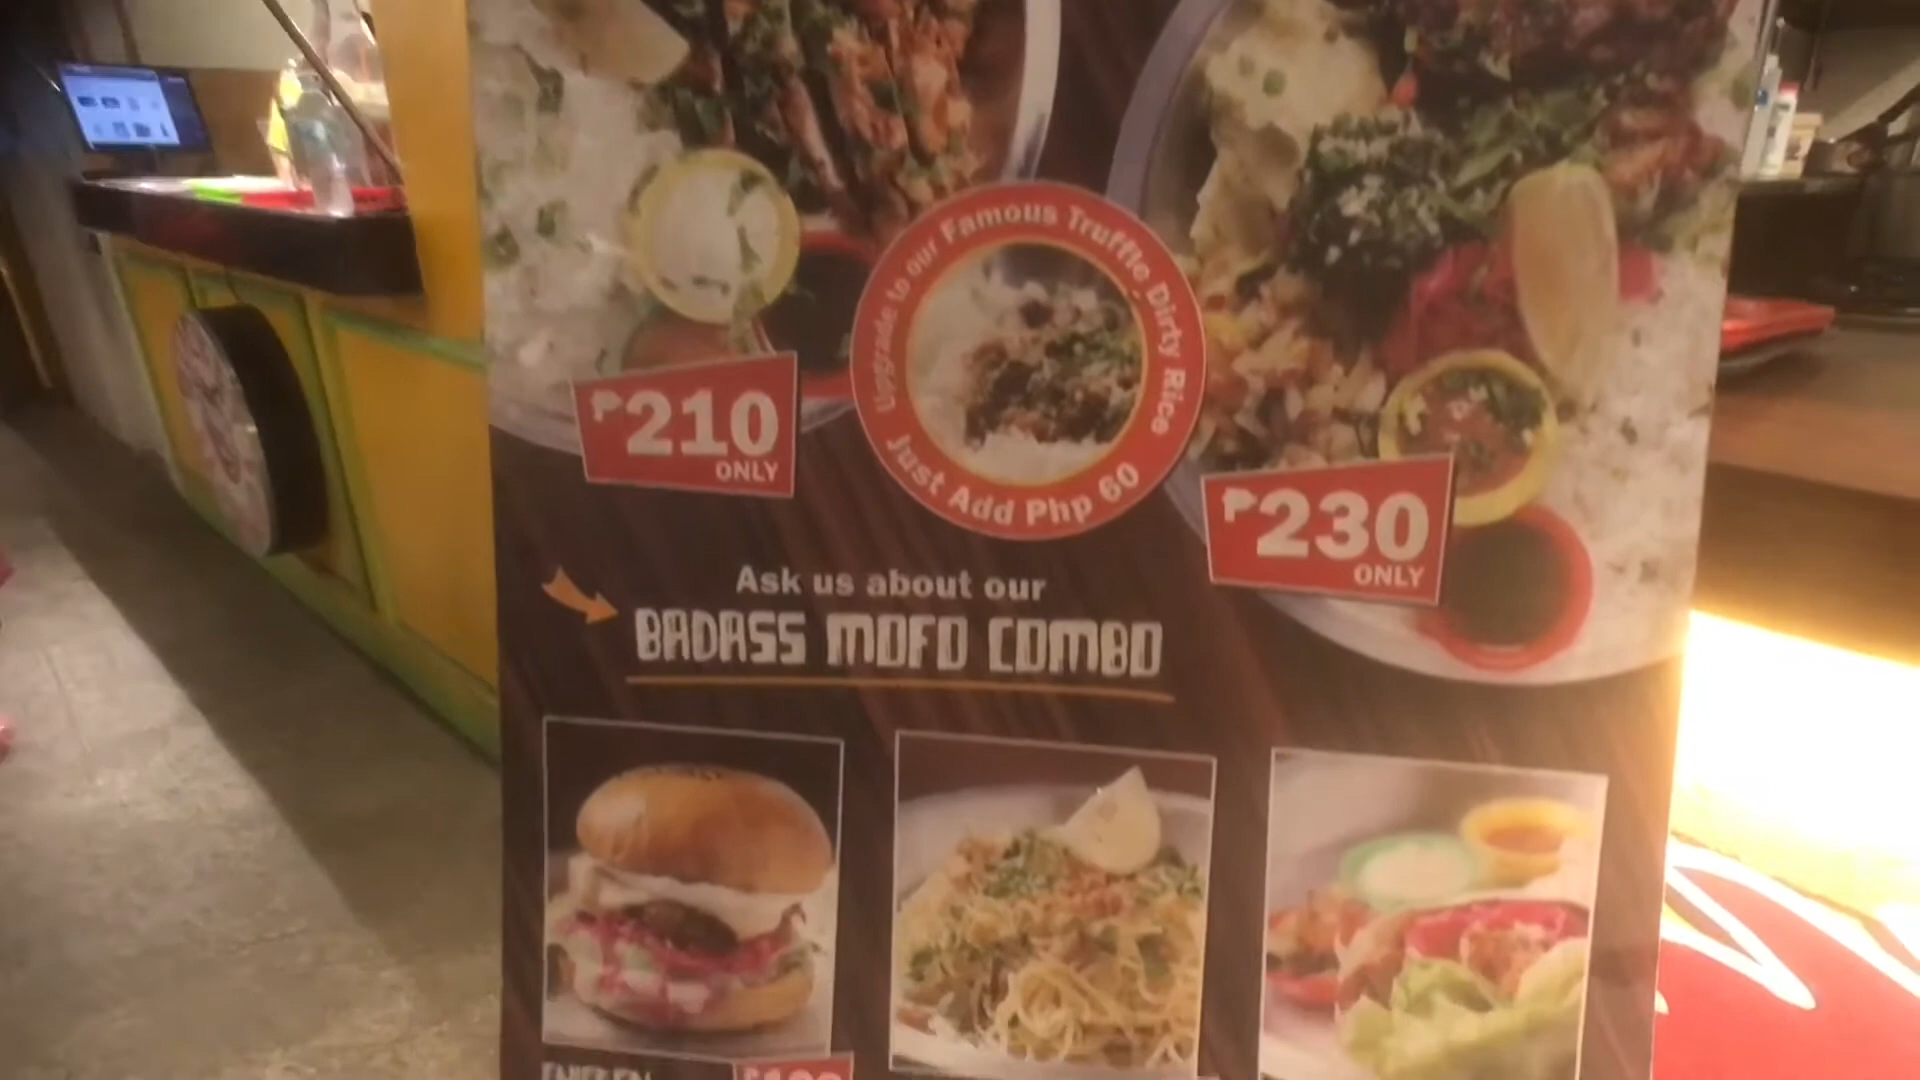 Upgrade to our Famous Truffle Dirty Rice
Just Add Php 60
₱210
ONLY
₱230
ONLY
Ask us about our
BADASS MOFO COMBO
CHICKEN